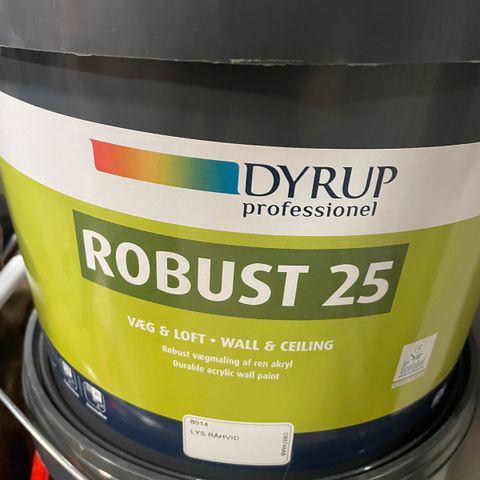 DYRUP
professionel
ROBUST 25
VÆG & LOFT • WALL & CEILING
Robust vægmaling af ren akryl
Durable acrylic wall paint
Ecolabel
8014
LYS RÅHVID